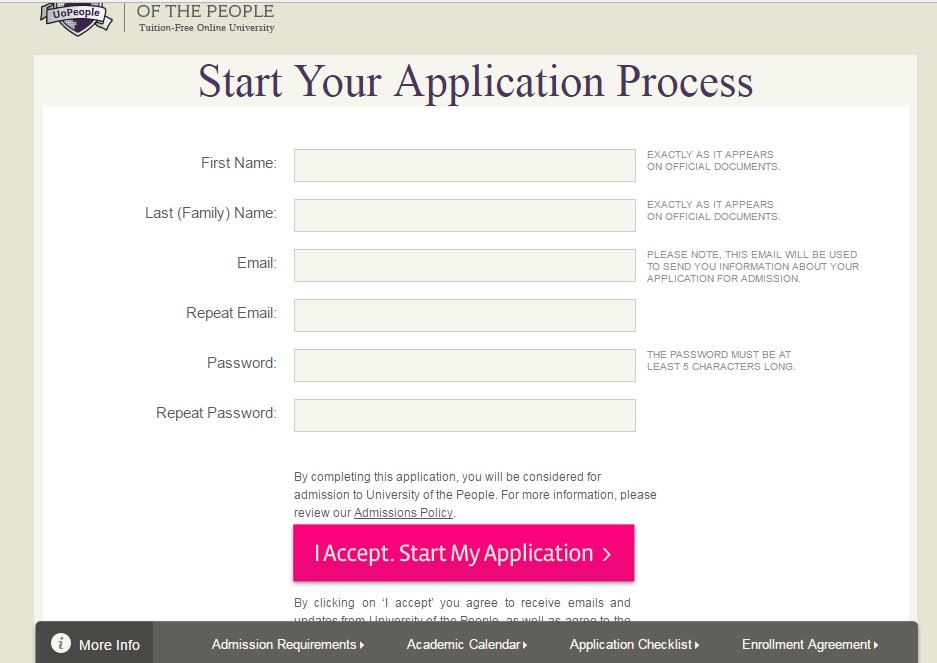 UoPeople
OF THE PEOPLE
Tuition-Free Online University
Start Your Application Process
First Name:
EXACTLY AS IT APPEARS
ON OFFICIAL DOCUMENTS.
Last (Family) Name:
EXACTLY AS IT APPEARS
ON OFFICIAL DOCUMENTS.
Email:
PLEASE NOTE, THIS EMAIL WILL BE USED
TO SEND YOU INFORMATION ABOUT YOUR
APPLICATION FOR ADMISSION.
Repeat Email:
Password:
THE PASSWORD MUST BE AT
LEAST 5 CHARACTERS LONG.
Repeat Password:
By completing this application, you will be considered for
admission to University of the People. For more information, please
review our Admissions Policy.
I Accept. Start My Application >
By clicking on ‘I accept’ you agree to receive emails and
updates from University of the People, as well as agree to the
i More Info
Admission Requirements
Academic Calendar
Application Checklist
Enrollment Agreement